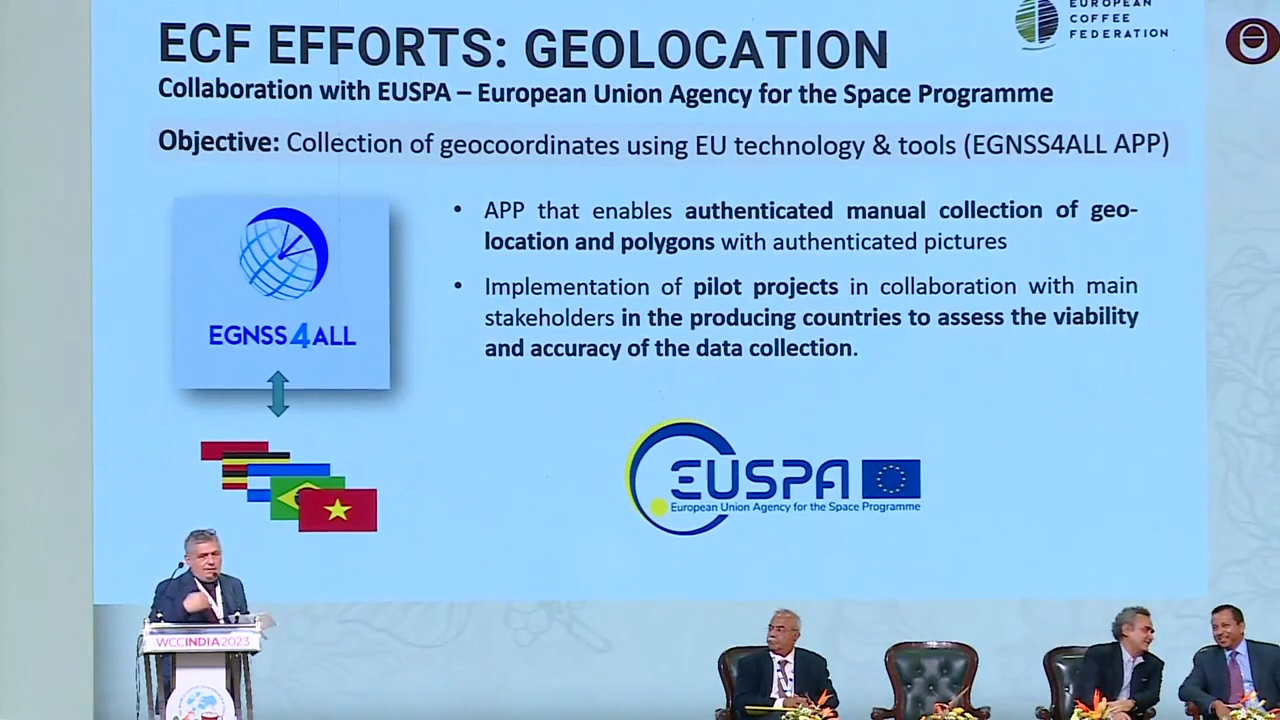 ECF EFFORTS: GEOLOCATION
EUROPEAN
COFFEE
FEDERATION
Collaboration with EUSPA – European Union Agency for the Space Programme
Objective: Collection of geocoordinates using EU technology & tools (EGNSS4ALL APP)
• APP that enables authenticated manual collection of geo-
location and polygons with authenticated pictures
• Implementation of pilot projects in collaboration with main
stakeholders in the producing countries to assess the viability
and accuracy of the data collection.
EGNSS4ALL
EUSPA
European Union Agency for the Space Programme
WCCINDIA2023